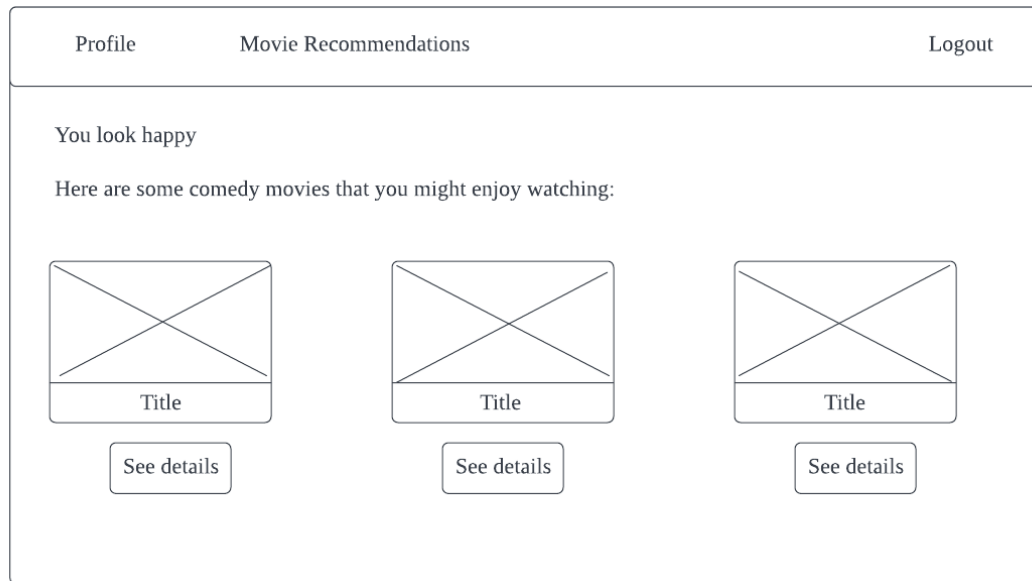 Profile Movie Recommendations Logout
You look happy
Here are some comedy movies that you might enjoy watching:
Title Title Title
See details See details See details